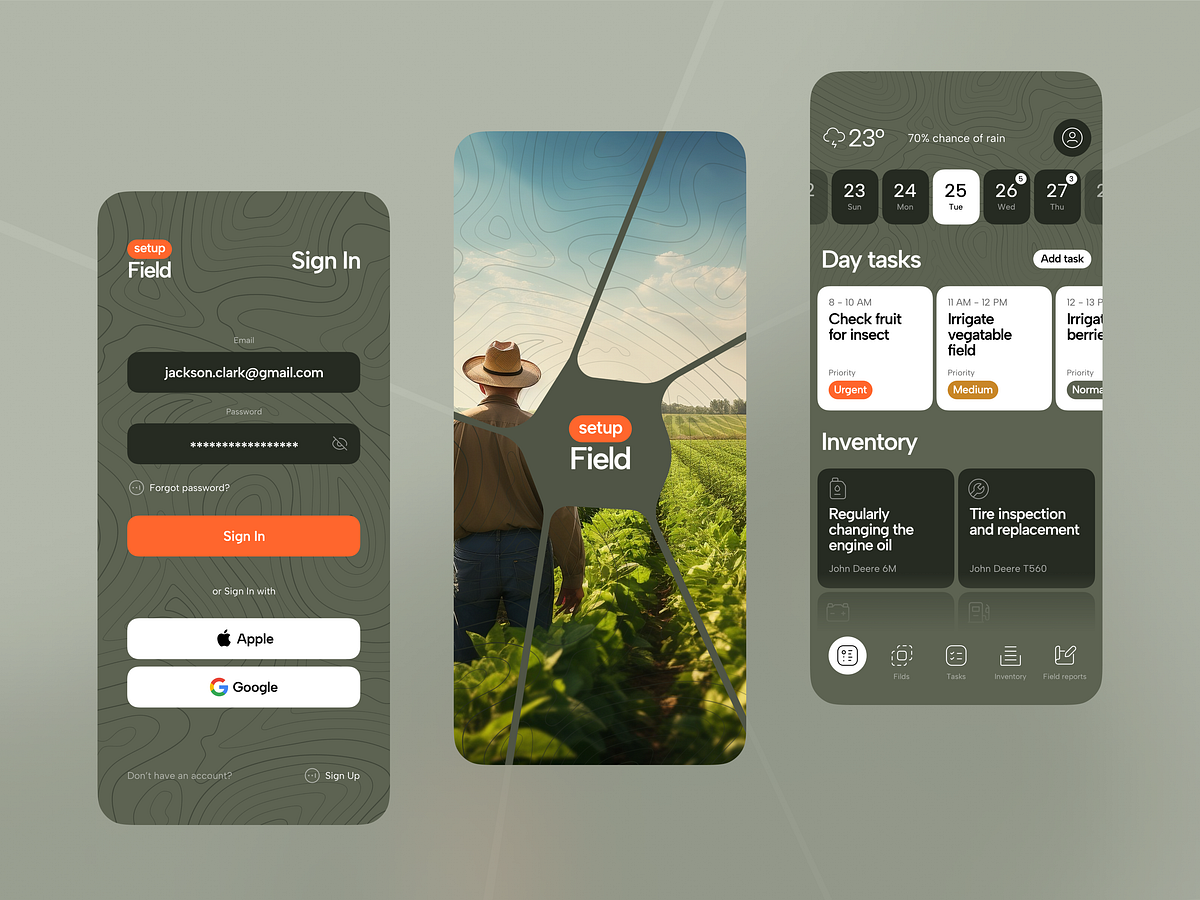 setup
Field
Sign In
Email
jackson.clark@gmail.com
Password
*****************
Forgot password?
Sign In
or Sign In with
Apple
Google
Don't have an account?
Sign Up
setup
Field
23°
70% chance of rain
2
23
Sun
24
Mon
25
Tue
26
5
Wed
27
3
Thu
2
Day tasks
Add task
8 - 10 AM
Check fruit
for insect
Priority
Urgent
11 AM - 12 PM
Irrigate
vegatable
field
Priority
Medium
12 - 3 P
Irrigat
berrie
Priority
Norma
Inventory
Regularly
changing the
engine oil
John Deere 6M
Tire inspection
and replacement
John Deere T560
Filds
Tasks
Inventory
Field reports